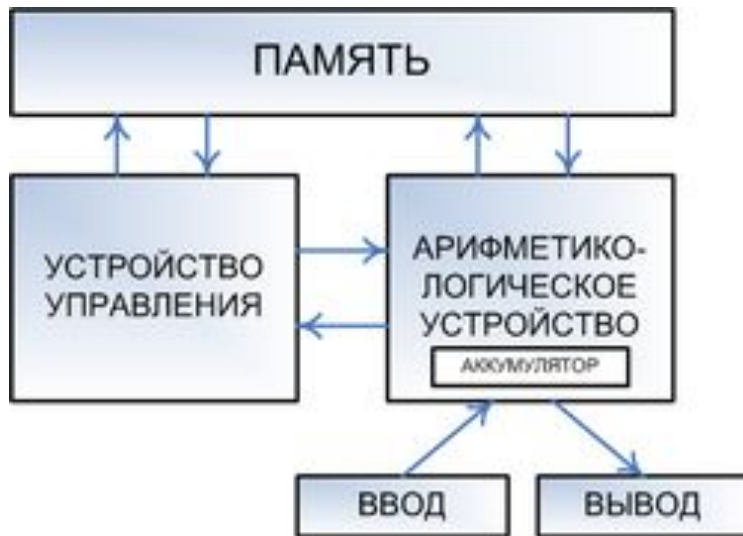 ПАМЯТЬ
УСТРОЙСТВО
УПРАВЛЕНИЯ
АРИФМЕТИКО-
ЛОГИЧЕСКОЕ
УСТРОЙСТВО
АККУМУЛЯТОР
ВВОД
ВЫВОД